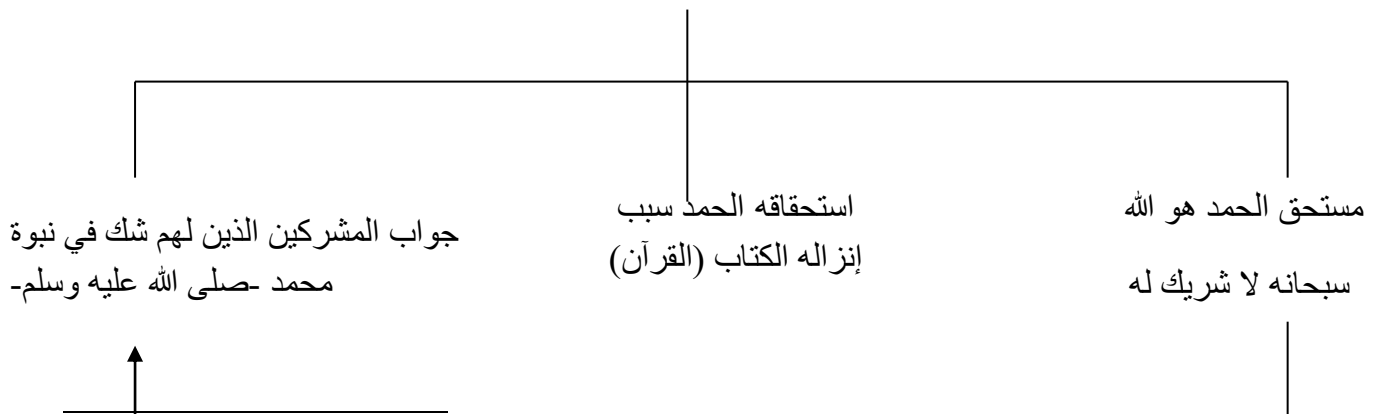 مستحق الحمد هو الله
سبحانه لا شريك له
استحقاقه الحمد سبب
إنزاله الكتاب (القرآن)
جواب المشركين الذين لهم شك في نبوة
محمد -صلى الله عليه وسلم-